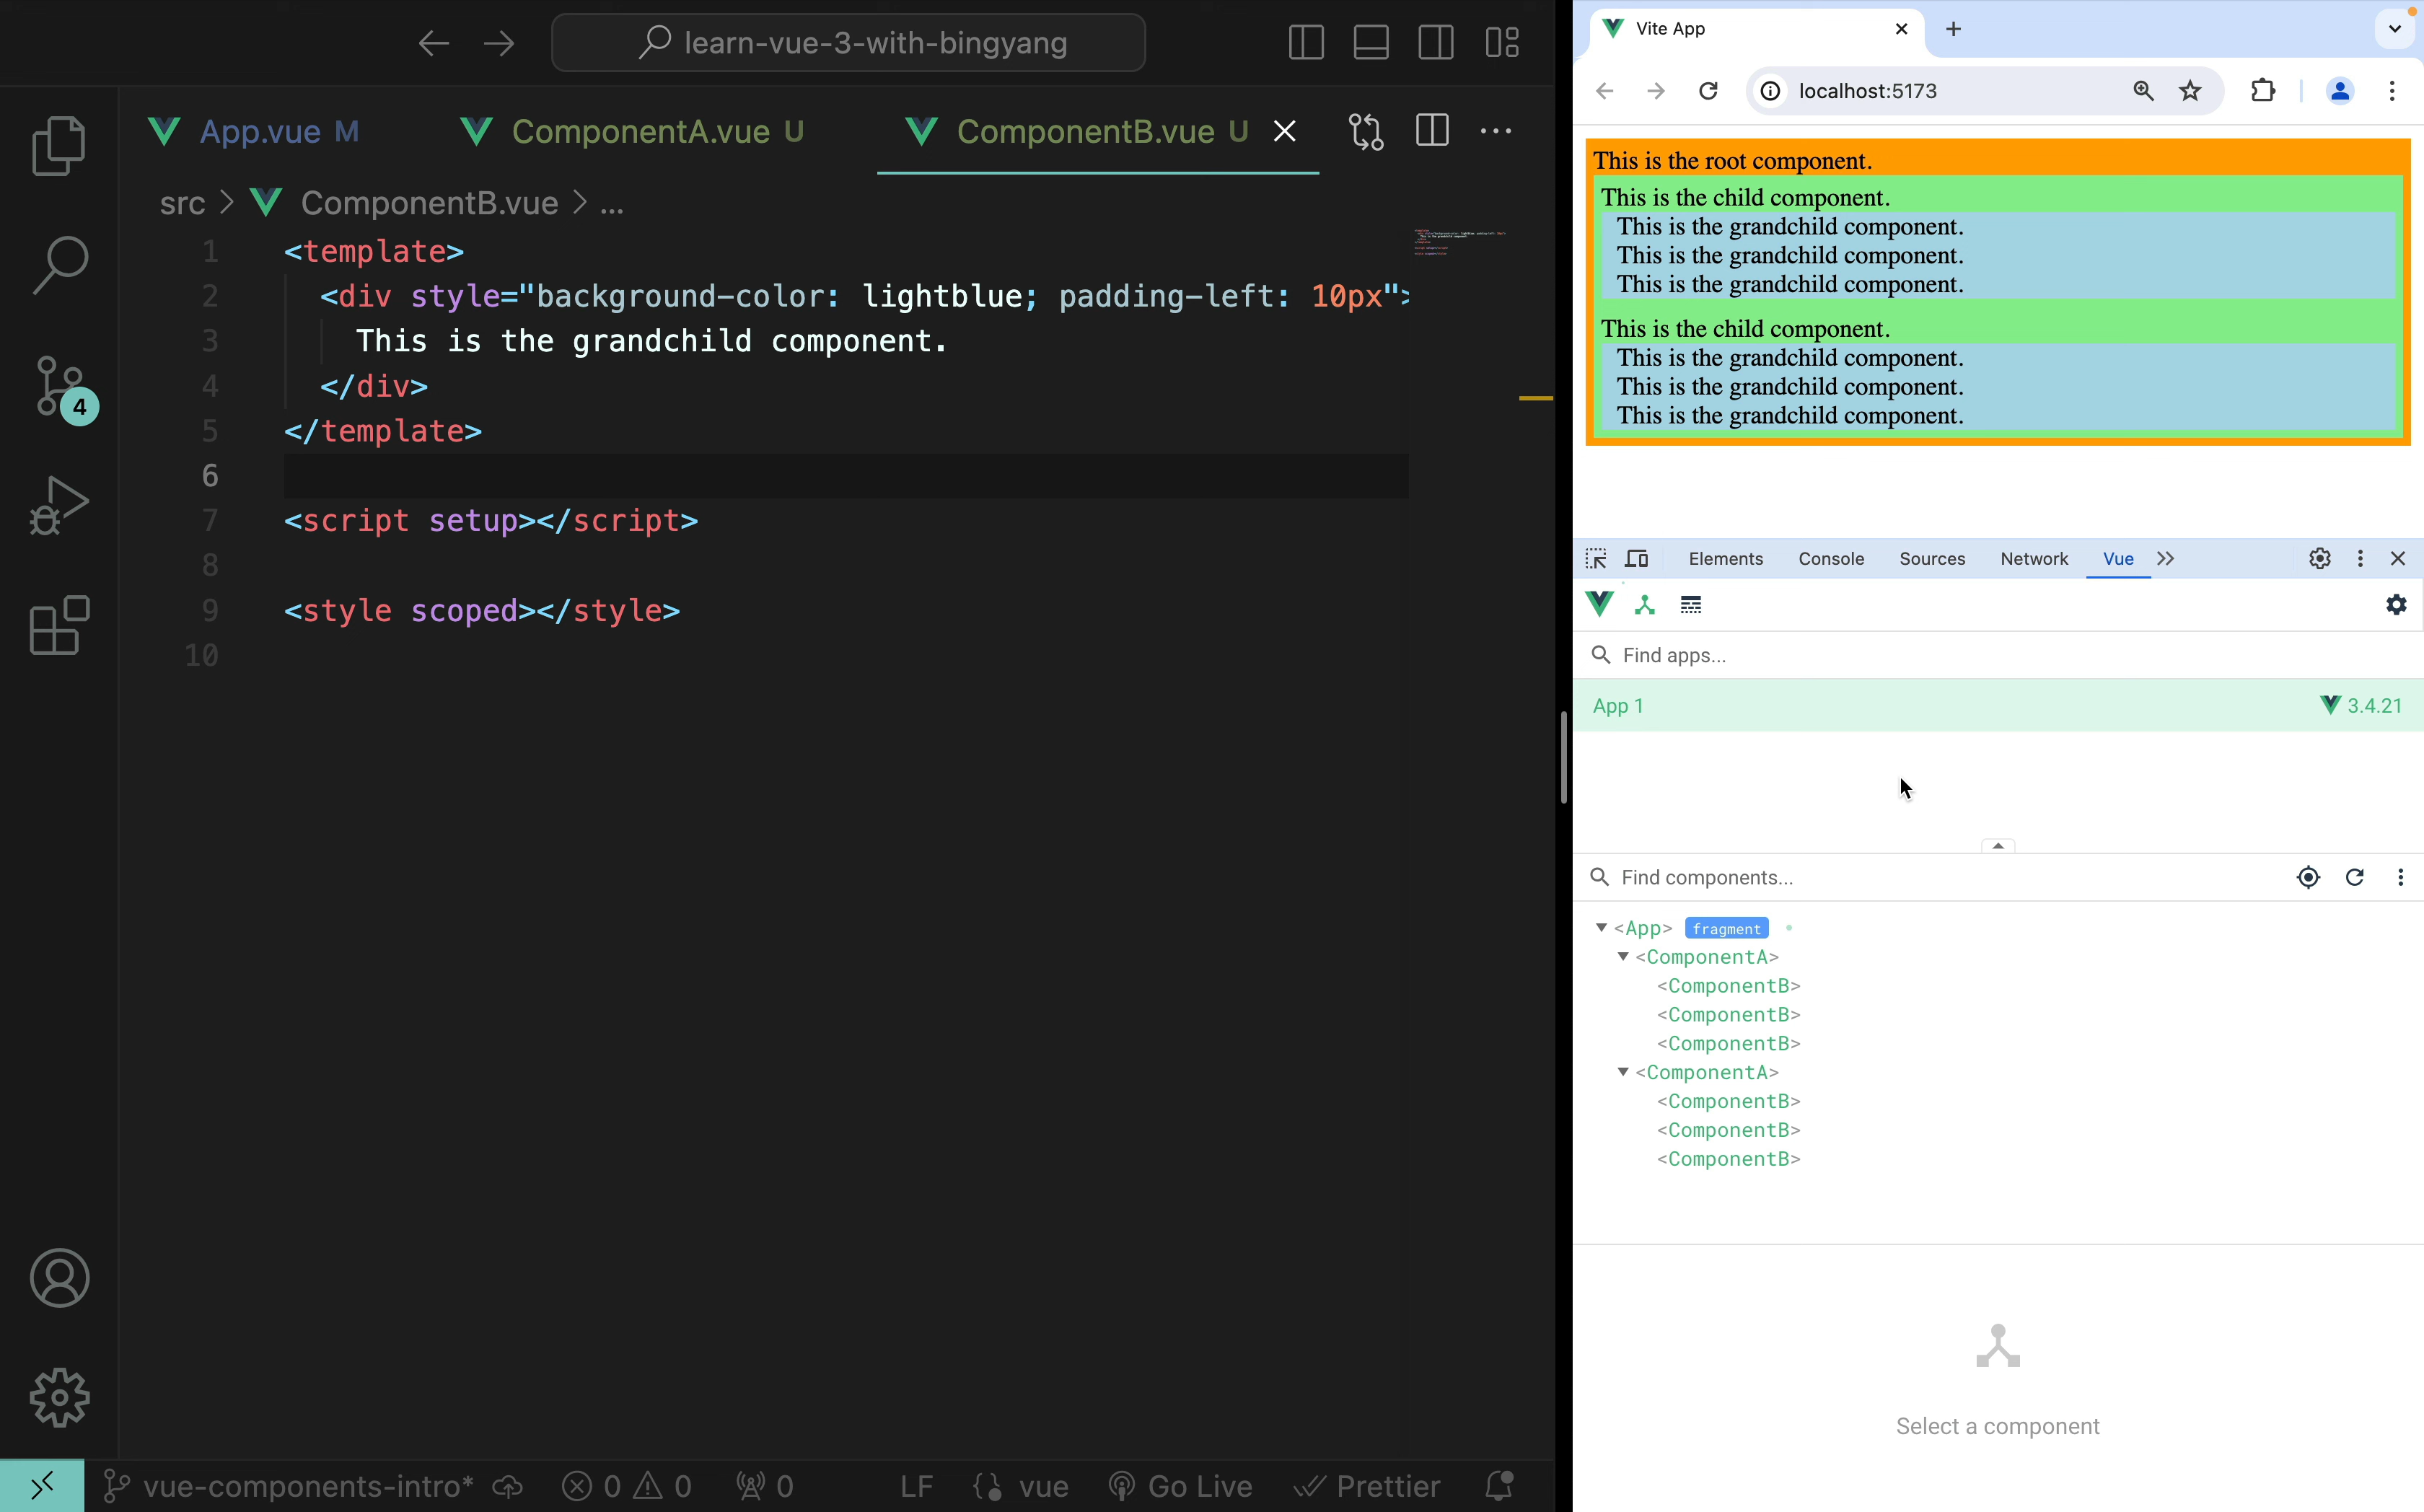 learn-vue-3-with-bingyang
App.vue M
ComponentA.vue U
ComponentB.vue U
src > ComponentB.vue > ...
1 <template>
2 <div style="background-color: lightblue; padding-left: 10px">
3 This is the grandchild component.
4 </div>
5 </template>
6
7 <script setup></script>
8
9 <style scoped></style>
10
4
vue-components-intro* 0 0 0 LF vue Go Live Prettier
Vite App
localhost:5173
This is the root component.
This is the child component.
This is the grandchild component.
This is the grandchild component.
This is the grandchild component.
This is the child component.
This is the grandchild component.
This is the grandchild component.
This is the grandchild component.
Elements Console Sources Network Vue
Find apps...
App 1 3.4.21
Find components...
<App> fragment
<ComponentA>
<ComponentB>
<ComponentB>
<ComponentB>
<ComponentA>
<ComponentB>
<ComponentB>
<ComponentB>
Select a component